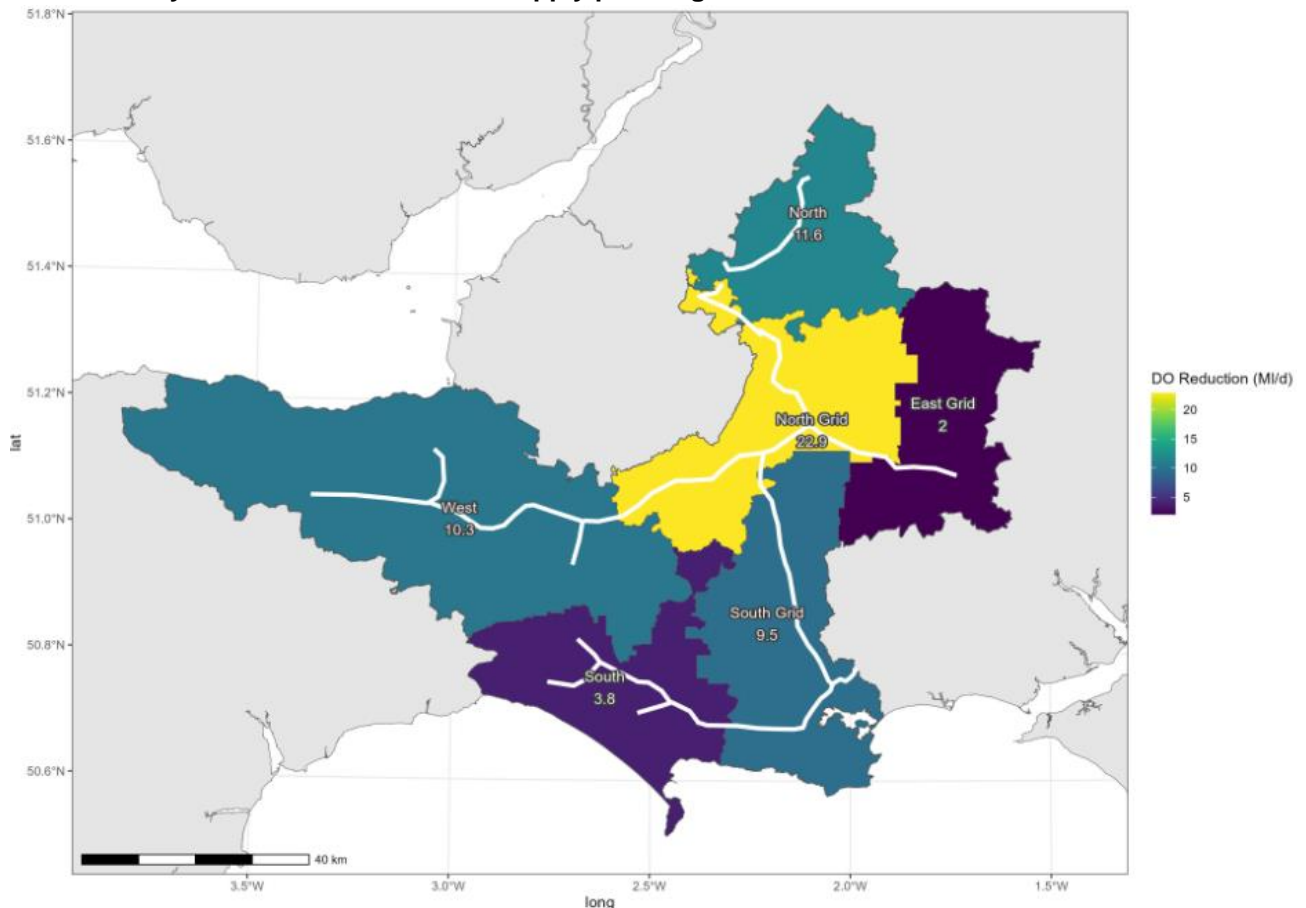 51.8°N
51.6°N
51.4°N
51.2°N
51.0°N
50.8°N
50.6°N
lat
North
11.6
North Grid
22.9
East Grid
2
West
10.3
South Grid
9.5
South
3.8
DO Reduction (Ml/d)
20
15
10
5
40 km
3.5°W
3.0°W
2.5°W
2.0°W
1.5°W
long